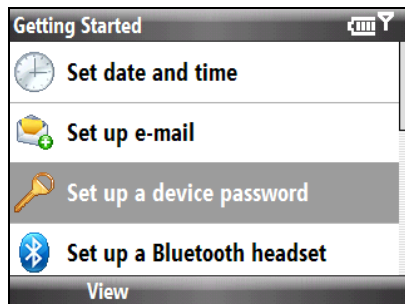 Getting Started
Set date and time
Set up e-mail
Set up a device password
Set up a Bluetooth headset
View